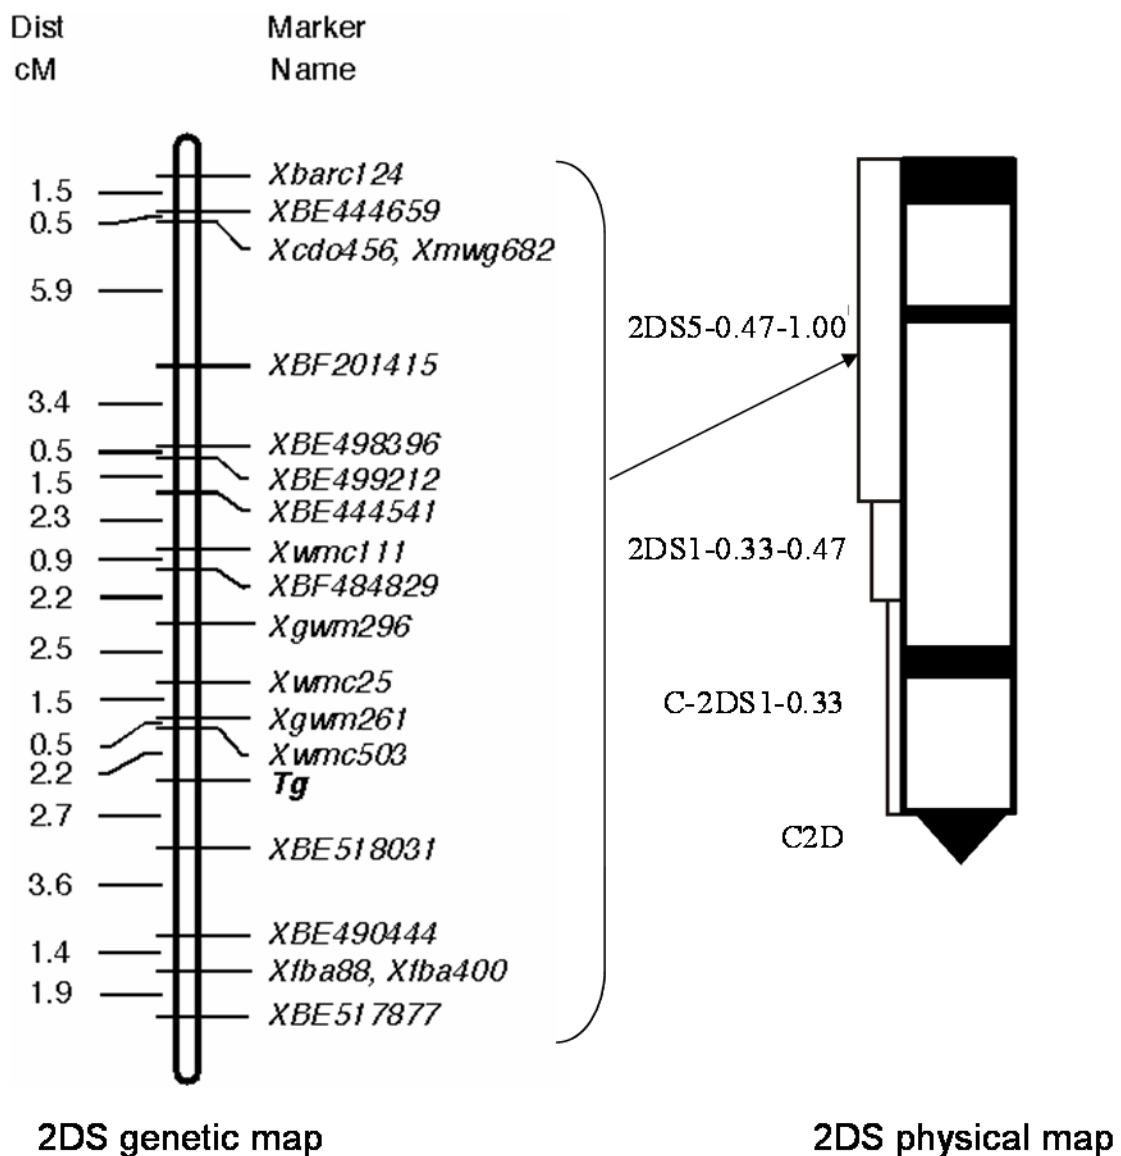 Dist Marker
cM Name
Xbarc124
1.5
XBE444659
0.5
Xcdo456, Xmwg682
5.9
2DS5-0.47-1.00
XBF201415
3.4
XBE498396
0.5
XBE499212
1.5
XBE444541
2.3
Xwmc111
2DS1-0.33-0.47
0.9
XBF484829
2.2
Xgwm296
2.5
Xwmc25
1.5
C-2DS1-0.33
Xgwm261
0.5
Xwmc503
2.2
Tg
2.7
C2D
XBE518031
3.6
XBE490444
1.4
Xfba88, Xfba400
1.9
XBE517877
2DS genetic map
2DS physical map